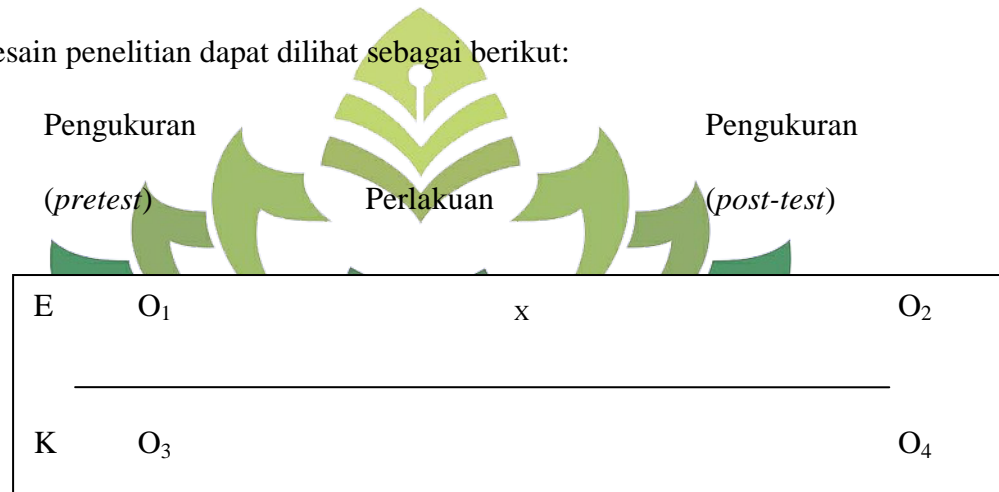 esain penelitian dapat dilihat sebagai berikut:
Pengukuran Pengukuran
(pretest) Perlakuan (post-test)
E O₁ X O₂
K O₃ O₄